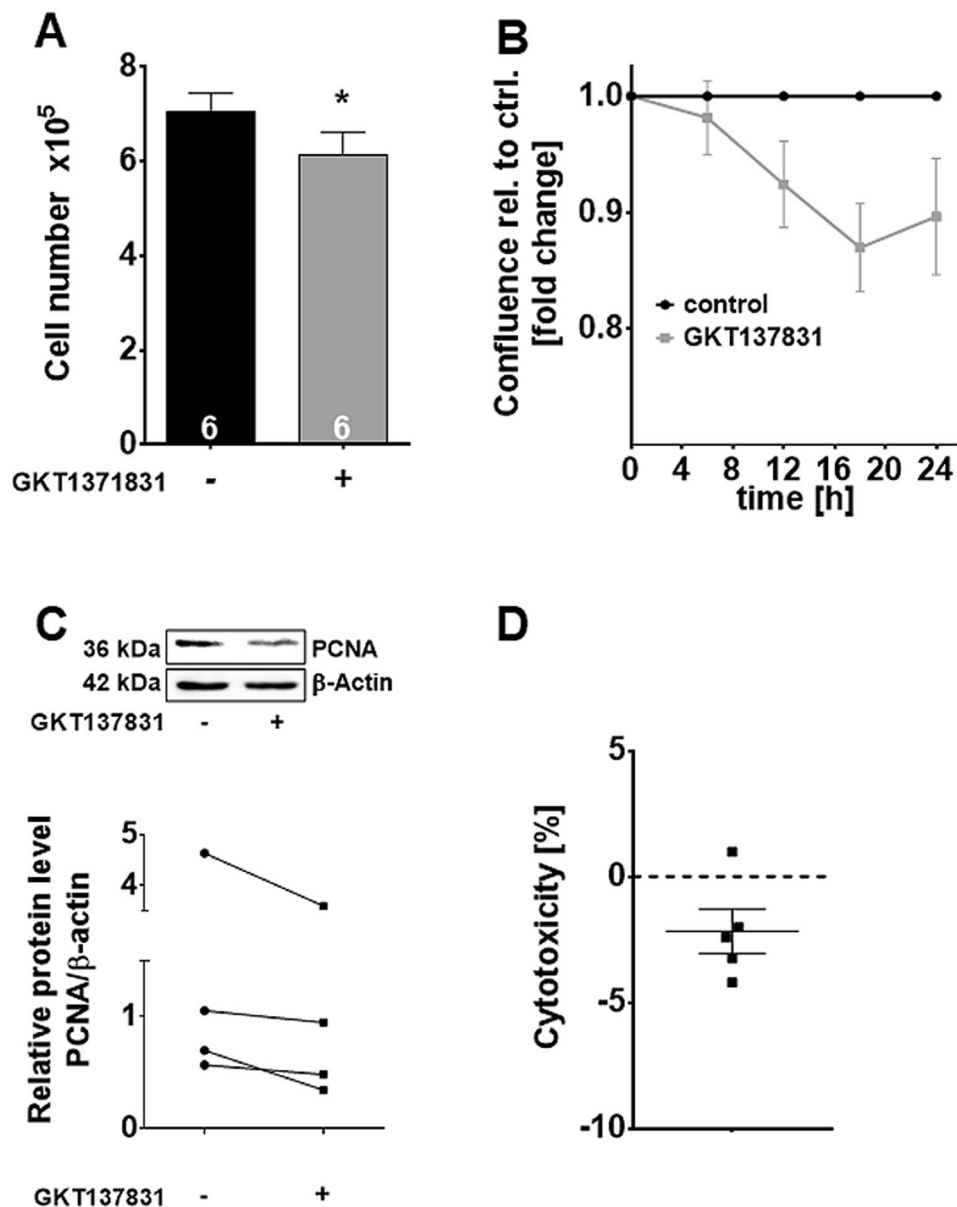 A
Cell number x10⁵
8
6
4
2
0
6
6
*
GKT1371831 - +
B
Confluence rel. to ctrl.
[fold change]
1.0
0.9
0.8
control
GKT137831
0 4 8 12 16 20 24
time [h]
C
36 kDa PCNA
42 kDa β-Actin
GKT137831 - +
Relative protein level
PCNA/β-actin
5
4
1
0
GKT137831 - +
D
Cytotoxicity [%]
5
0
-5
-10